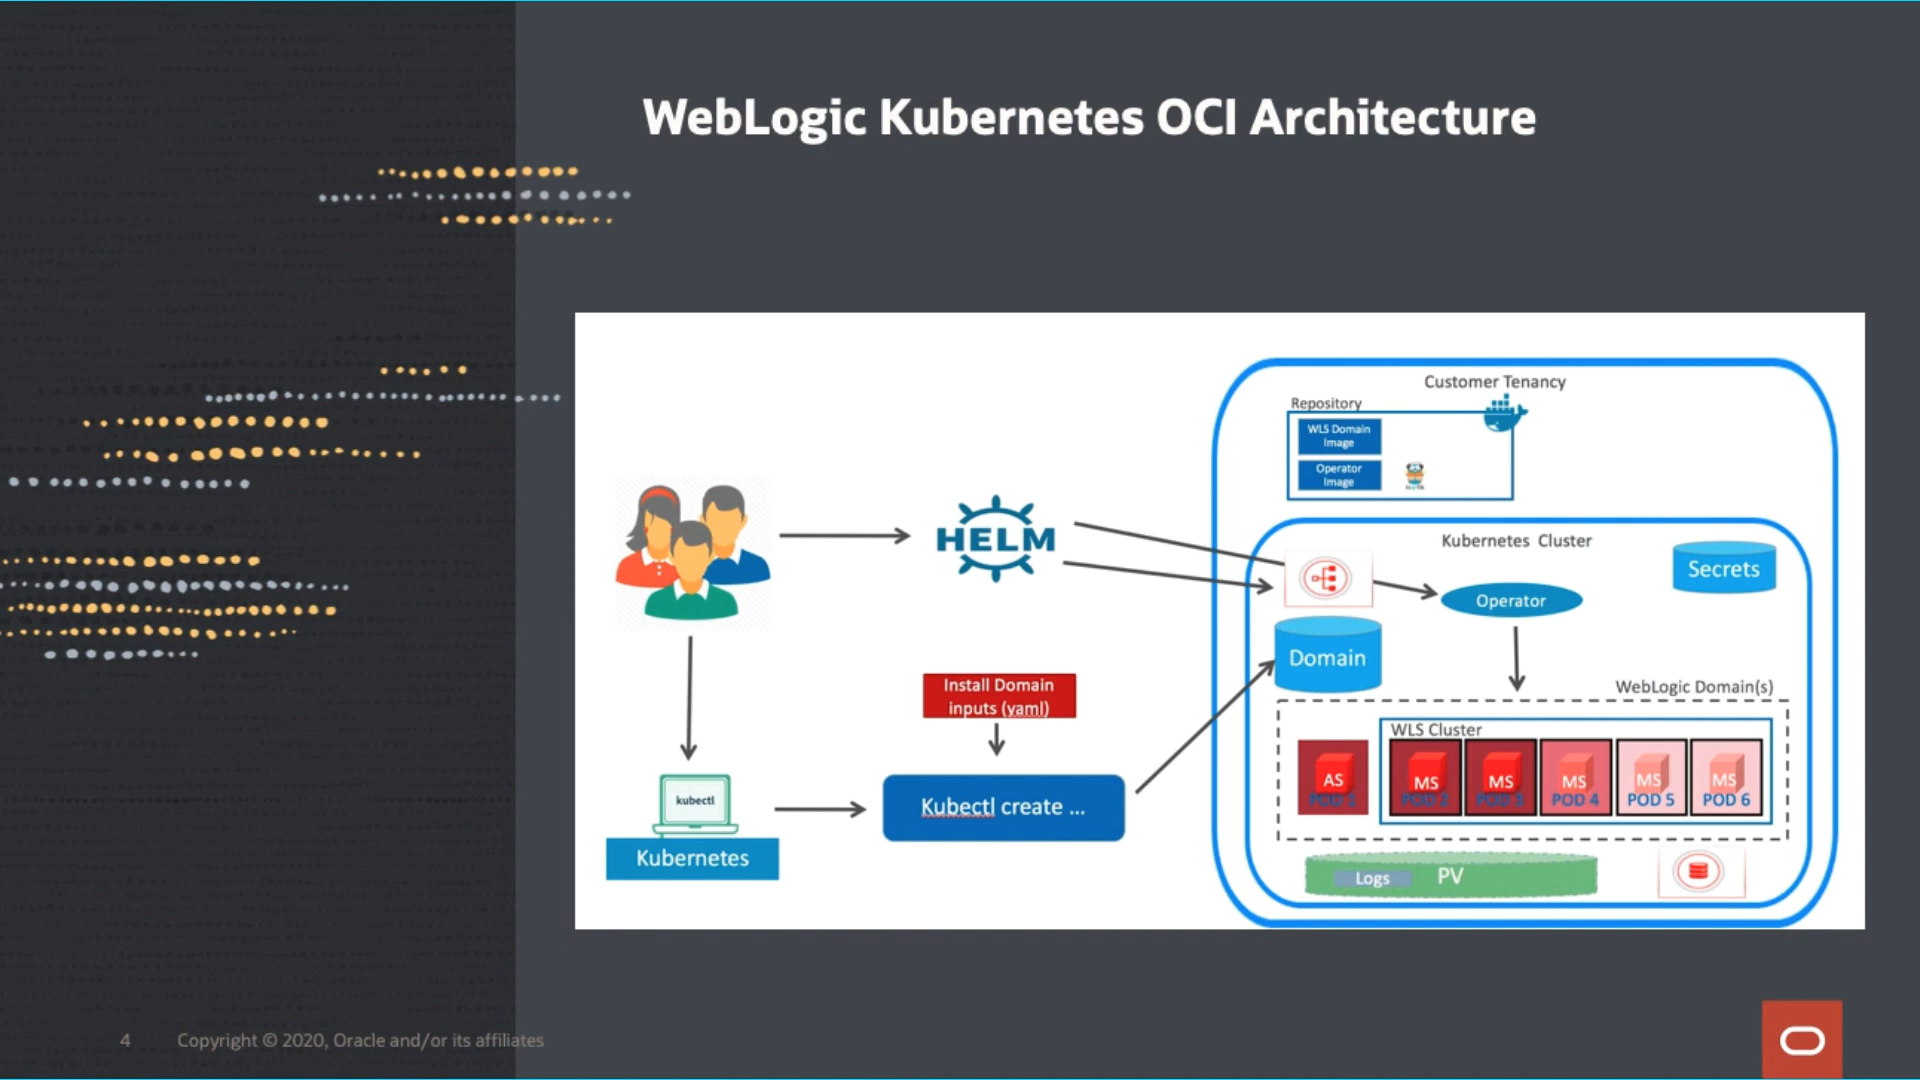 WebLogic Kubernetes OCI Architecture
Customer Tenancy
Repository
WLS Domain
Image
Operator
Image
Kubernetes Cluster
Secrets
HELM
Operator
Domain
Install Domain
inputs (yaml)
WebLogic Domain(s)
WLS Cluster
AS
POD 1
MS
POD 2
MS
POD 3
MS
POD 4
MS
POD 5
MS
POD 6
kubectl
Kubernetes
Kubectl create ...
Logs
PV
4
Copyright © 2020, Oracle and/or its affiliates